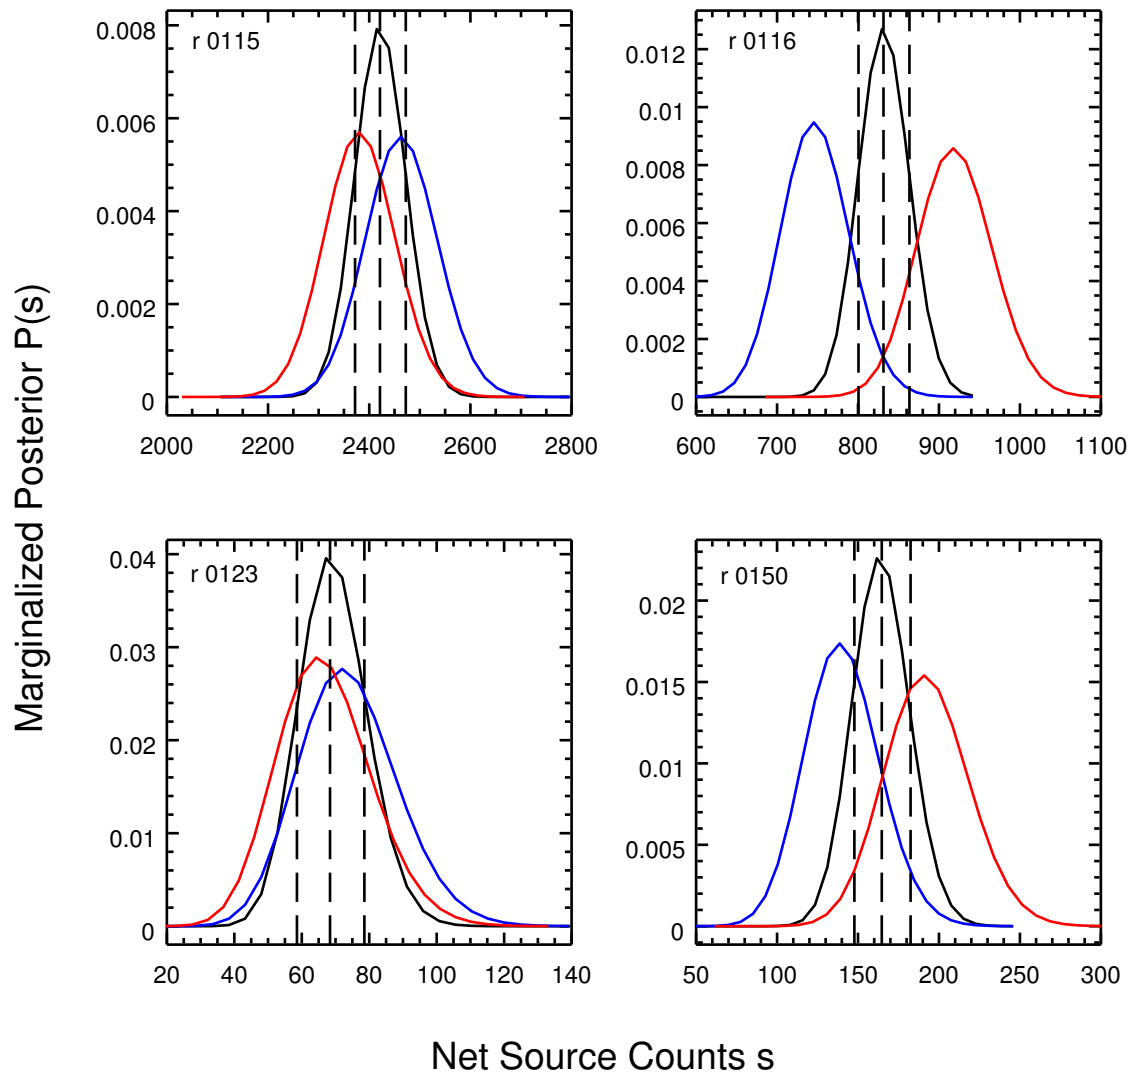 Marginalized Posterior P(s)
r 0115
0.008
0.006
0.004
0.002
0
2000 2200 2400 2600 2800
r 0116
0.012
0.01
0.008
0.006
0.004
0.002
0
600 700 800 900 1000 1100
r 0123
0.04
0.03
0.02
0.01
0
20 40 60 80 100 120 140
r 0150
0.02
0.015
0.01
0.005
0
50 100 150 200 250 300
Net Source Counts s